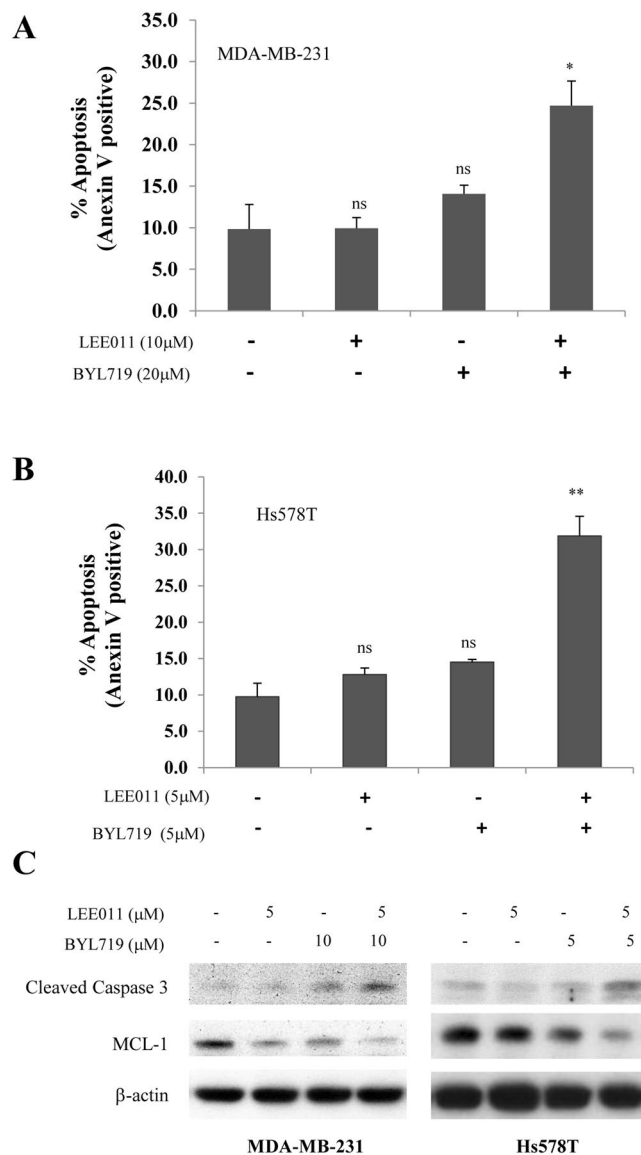 A
MDA-MB-231
% Apoptosis
(Anexin V positive)
35.0
30.0
25.0
20.0
15.0
10.0
5.0
0.0
ns
ns
*
LEE011 (10μM) - + - +
BYL719 (20μM) - - + +
B
Hs578T
% Apoptosis
(Anexin V positive)
40.0
35.0
30.0
25.0
20.0
15.0
10.0
5.0
0.0
ns
ns
**
LEE011 (5μM) - + - +
BYL719 (5μM) - - + +
C
LEE011 (μM) - 5 - 5 - 5 - 5
BYL719 (μM) - - 10 10 - - 5 5
Cleaved Caspase 3
MCL-1
β-actin
MDA-MB-231 Hs578T